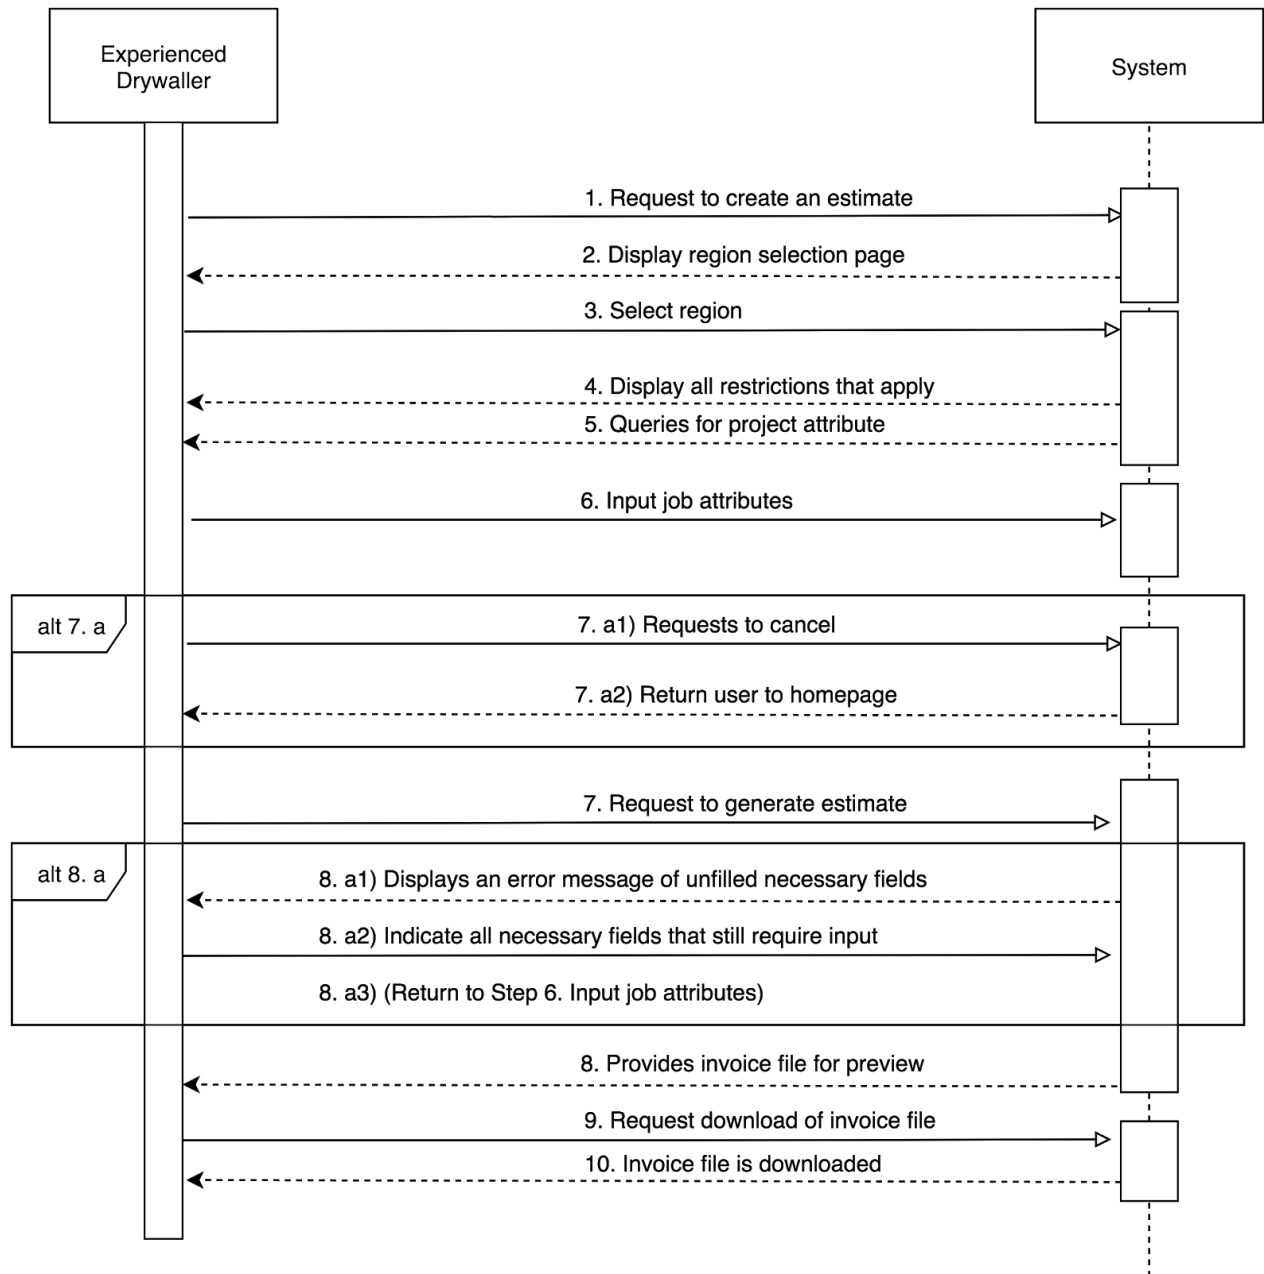 Experienced
Drywaller
System
1. Request to create an estimate
2. Display region selection page
3. Select region
4. Display all restrictions that apply
5. Queries for project attribute
6. Input job attributes
alt 7. a
7. a1) Requests to cancel
7. a2) Return user to homepage
7. Request to generate estimate
alt 8. a
8. a1) Displays an error message of unfilled necessary fields
8. a2) Indicate all necessary fields that still require input
8. a3) (Return to Step 6. Input job attributes)
8. Provides invoice file for preview
9. Request download of invoice file
10. Invoice file is downloaded